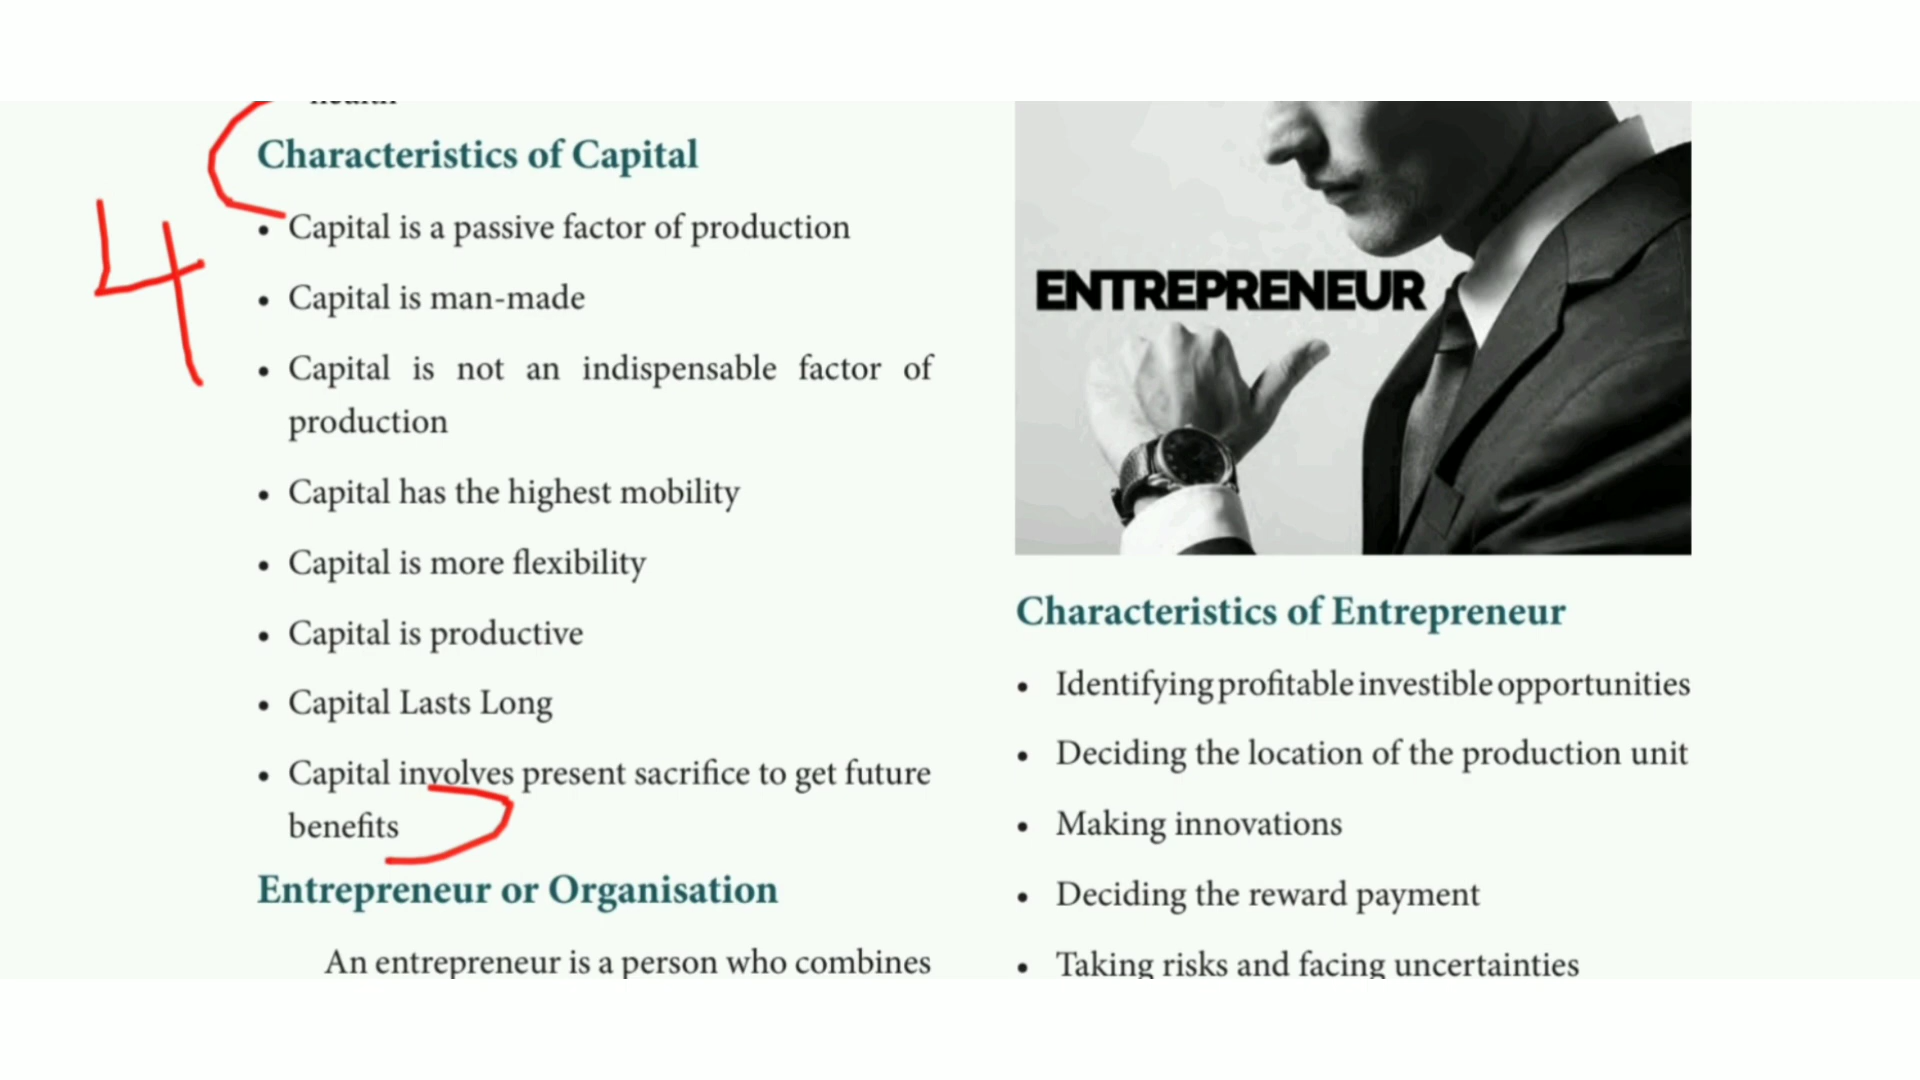 4
Characteristics of Capital
• Capital is a passive factor of production
• Capital is man-made
• Capital is not an indispensable factor of
production
• Capital has the highest mobility
• Capital is more flexibility
• Capital is productive
• Capital Lasts Long
• Capital involves present sacrifice to get future
benefits
Entrepreneur or Organisation
An entrepreneur is a person who combines
ENTREPRENEUR
Characteristics of Entrepreneur
• Identifying profitable investible opportunities
• Deciding the location of the production unit
• Making innovations
• Deciding the reward payment
• Taking risks and facing uncertainties